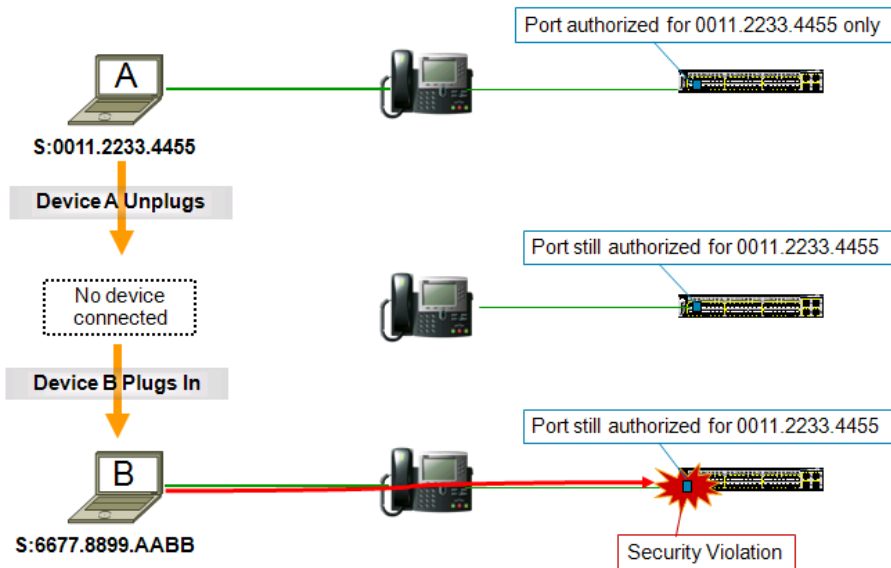 Port authorized for 0011.2233.4455 only
A
S:0011.2233.4455
Device A Unplugs
Port still authorized for 0011.2233.4455
No device
connected
Device B Plugs In
Port still authorized for 0011.2233.4455
B
S:6677.8899.AABB
Security Violation